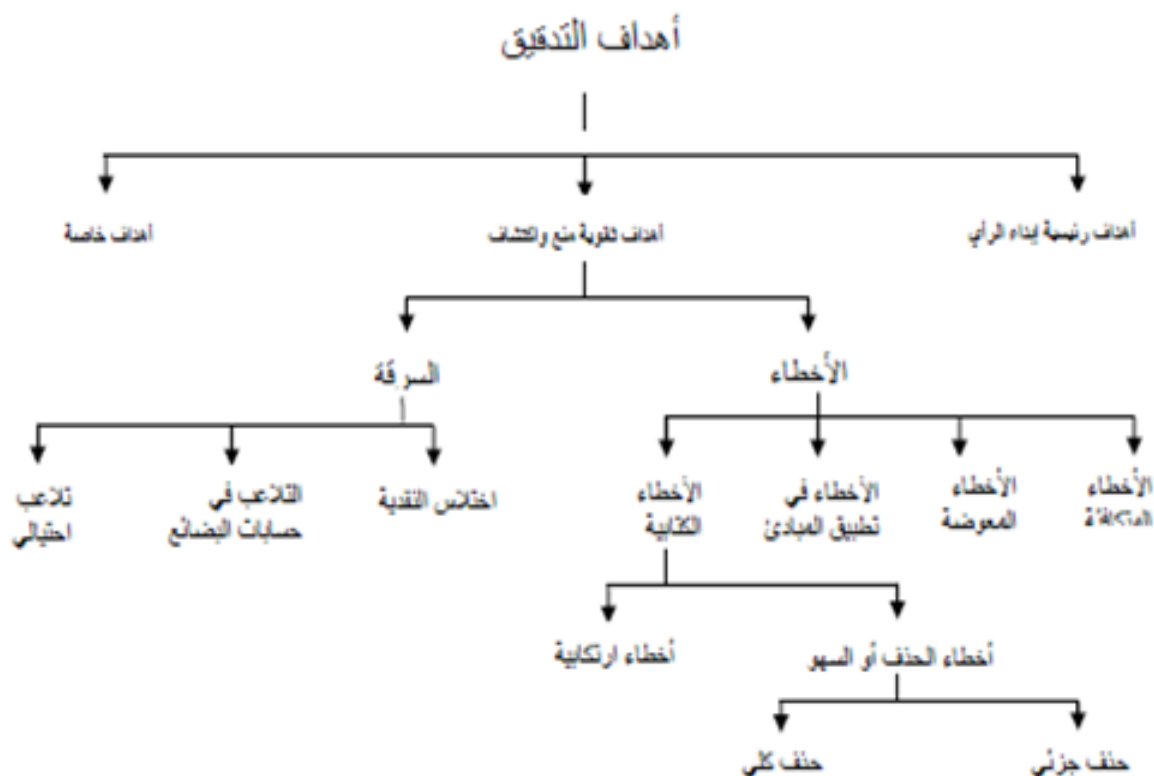 أهداف التدقيق
أهداف رئيسية إبداء الرأي
أهداف ثانوية منع واكتشاف
أهداف خاصة
الأخطاء
السرقة
الأخطاء
المتكافئة
الأخطاء
المعوضة
الأخطاء في
تطبيق المبادئ
الأخطاء
الكتابية
اختلاس النقدية
التلاعب في
حسابات البضائع
تلاعب
احتيالي
أخطاء الحذف أو السهو
أخطاء ارتكابية
حذف جزئي
حذف كلي